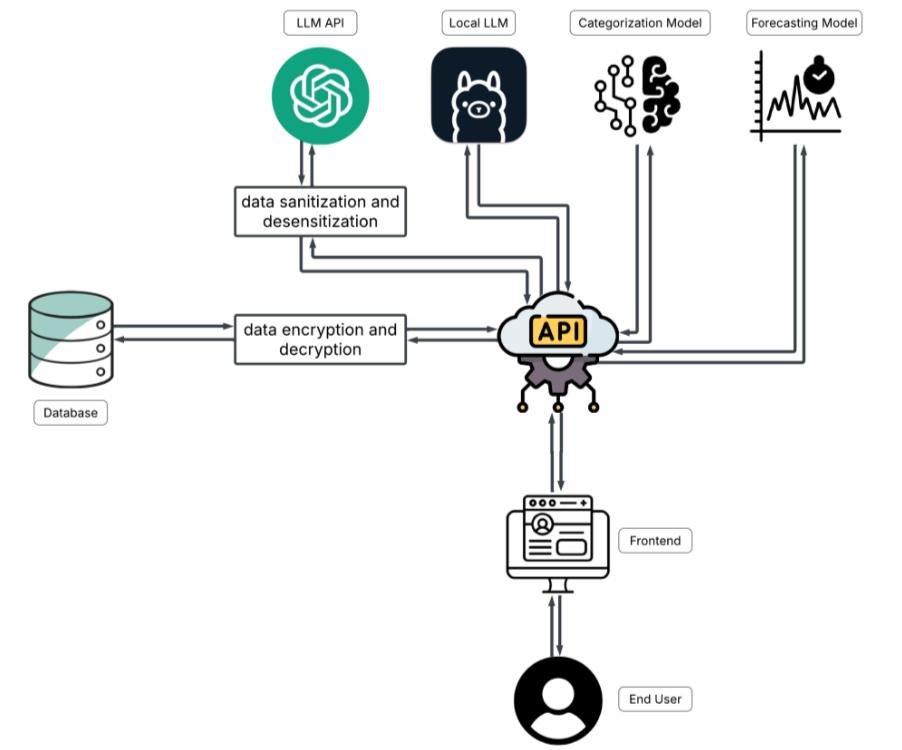 LLM API
Local LLM
Categorization Model
Forecasting Model
data sanitization and
desensitization
data encryption and
decryption
API
Database
Frontend
End User